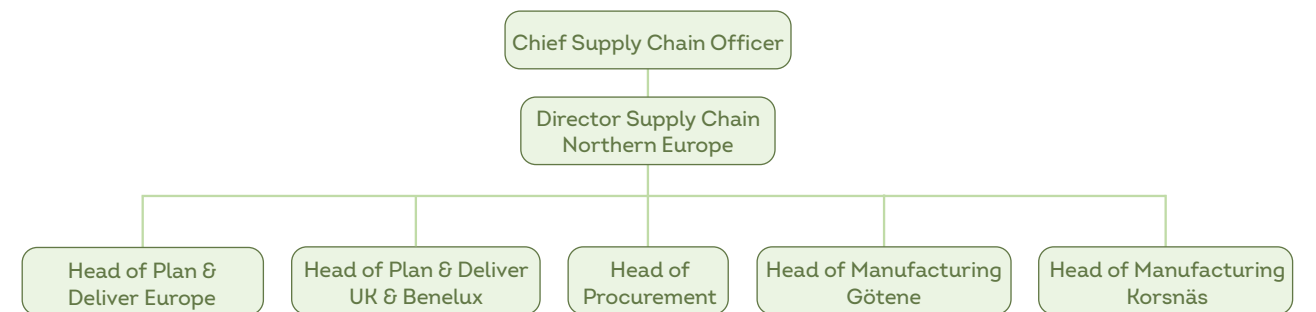 Chief Supply Chain Officer
Director Supply Chain
Northern Europe
Head of Plan &
Deliver Europe
Head of Plan & Deliver
UK & Benelux
Head of
Procurement
Head of Manufacturing
Götene
Head of Manufacturing
Korsnäs